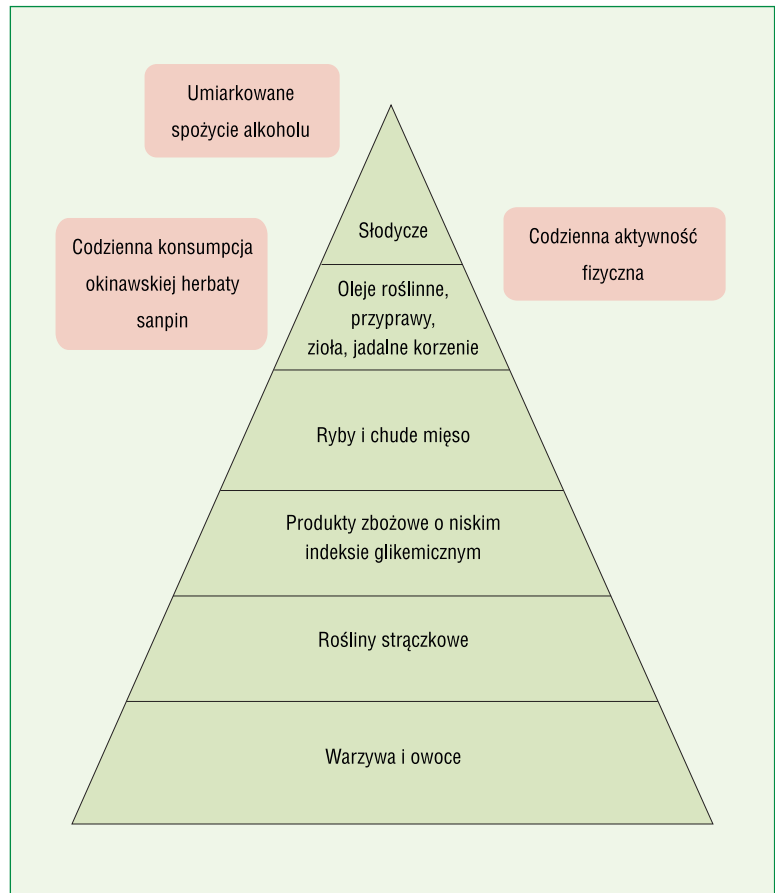 Umiarkowane
spożycie alkoholu
Codzienna konsumpcja
okinawskiej herbaty
sanpin
Codzienna aktywność
fizyczna
Słodycze
Oleje roślinne,
przyprawy,
zioła, jadalne korzenie
Ryby i chude mięso
Produkty zbożowe o niskim
indeksie glikemicznym
Rośliny strączkowe
Warzywa i owoce